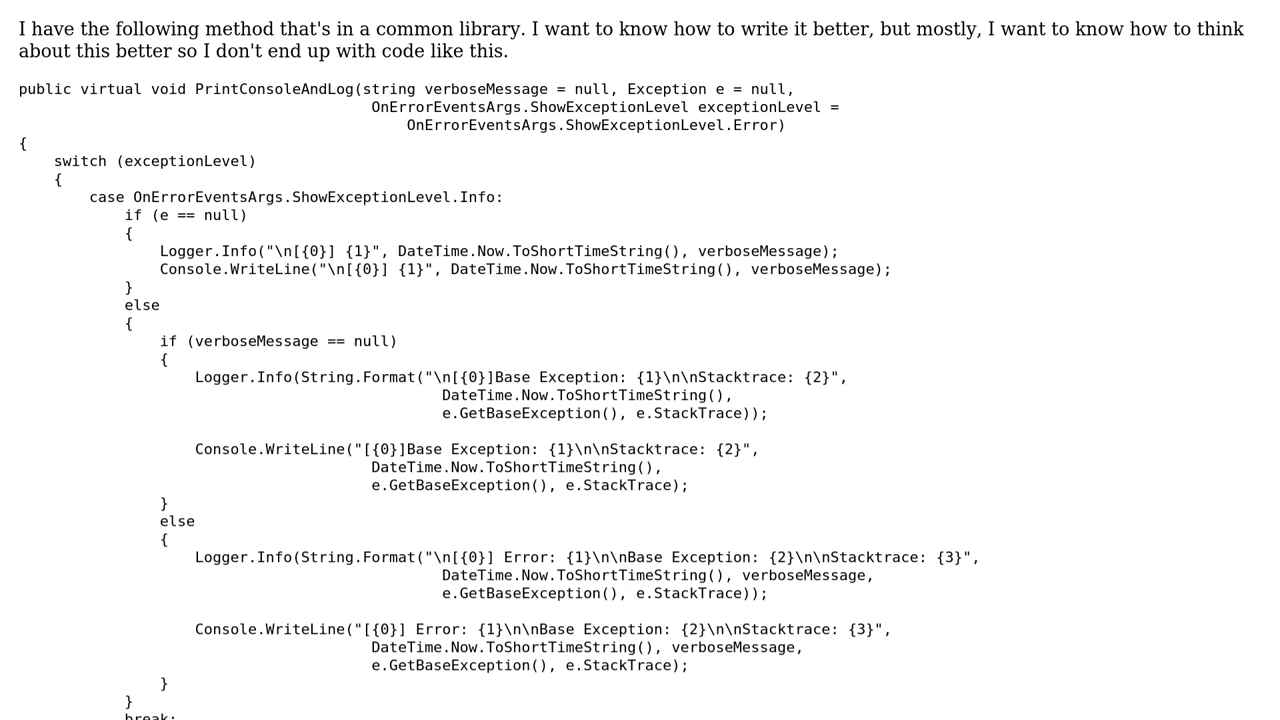 I have the following method that's in a common library. I want to know how to write it better, but mostly, I want to know how to think
about this better so I don't end up with code like this.
public virtual void PrintConsoleAndLog(string verboseMessage = null, Exception e = null,
                                        OnErrorEventsArgs.ShowExceptionLevel exceptionLevel =
                                            OnErrorEventsArgs.ShowExceptionLevel.Error)
{
    switch (exceptionLevel)
    {
        case OnErrorEventsArgs.ShowExceptionLevel.Info:
            if (e == null)
            {
                Logger.Info("\n[{0}] {1}", DateTime.Now.ToShortTimeString(), verboseMessage);
                Console.WriteLine("\n[{0}] {1}", DateTime.Now.ToShortTimeString(), verboseMessage);
            }
            else
            {
                if (verboseMessage == null)
                {
                    Logger.Info(String.Format("\n[{0}]Base Exception: {1}\n\nStacktrace: {2}",
                                                DateTime.Now.ToShortTimeString(),
                                                e.GetBaseException(), e.StackTrace));
                    Console.WriteLine("[{0}]Base Exception: {1}\n\nStacktrace: {2}",
                                        DateTime.Now.ToShortTimeString(),
                                        e.GetBaseException(), e.StackTrace);
                }
                else
                {
                    Logger.Info(String.Format("\n[{0}] Error: {1}\n\nBase Exception: {2}\n\nStacktrace: {3}",
                                                DateTime.Now.ToShortTimeString(), verboseMessage,
                                                e.GetBaseException(), e.StackTrace));
                    Console.WriteLine("[{0}] Error: {1}\n\nBase Exception: {2}\n\nStacktrace: {3}",
                                        DateTime.Now.ToShortTimeString(), verboseMessage,
                                        e.GetBaseException(), e.StackTrace);
                }
            }
            break;